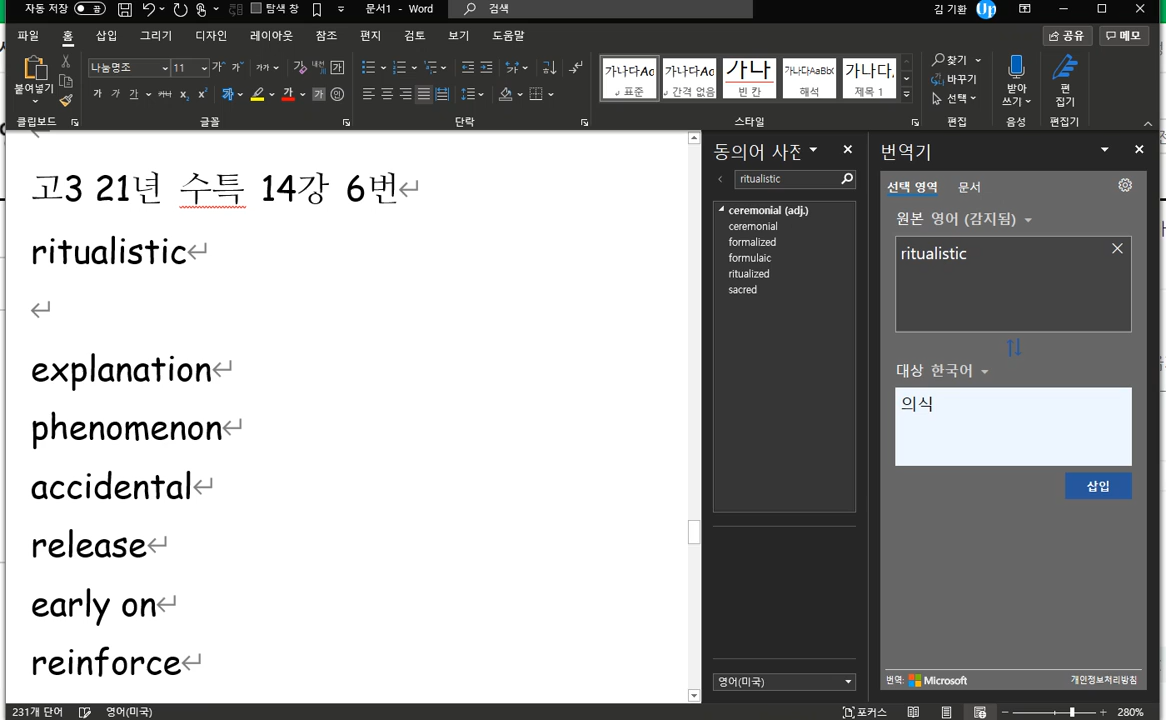 자동 저장 끔 탐색 창 문서1 - Word 검색 김 기환
파일 홈 삽입 그리기 디자인 레이아웃 참조 편지 검토 보기 도움말 공유 메모
붙여넣기
나눔명조 11
가나다Aa 가나다Aa 가나 가나다AaBbC 가나다,
표준 간격 없음 빈 칸 해석 제목 1
찾기
바꾸기
선택
받아
쓰기
편
집기
클립보드 글꼴 단락 스타일 편집 음성 편집기
고3 21년 수특 14강 6번
ritualistic
explanation
phenomenon
accidental
release
early on
reinforce
동의어 사전
ritualistic
ceremonial (adj.)
ceremonial
formalized
formulaic
ritualized
sacred
영어(미국)
번역기
선택 영역 문서
원본 영어 (감지됨)
ritualistic
대상 한국어
의식
삽입
번역: Microsoft 개인정보처리방침
231개 단어 영어(미국) 포커스 280%